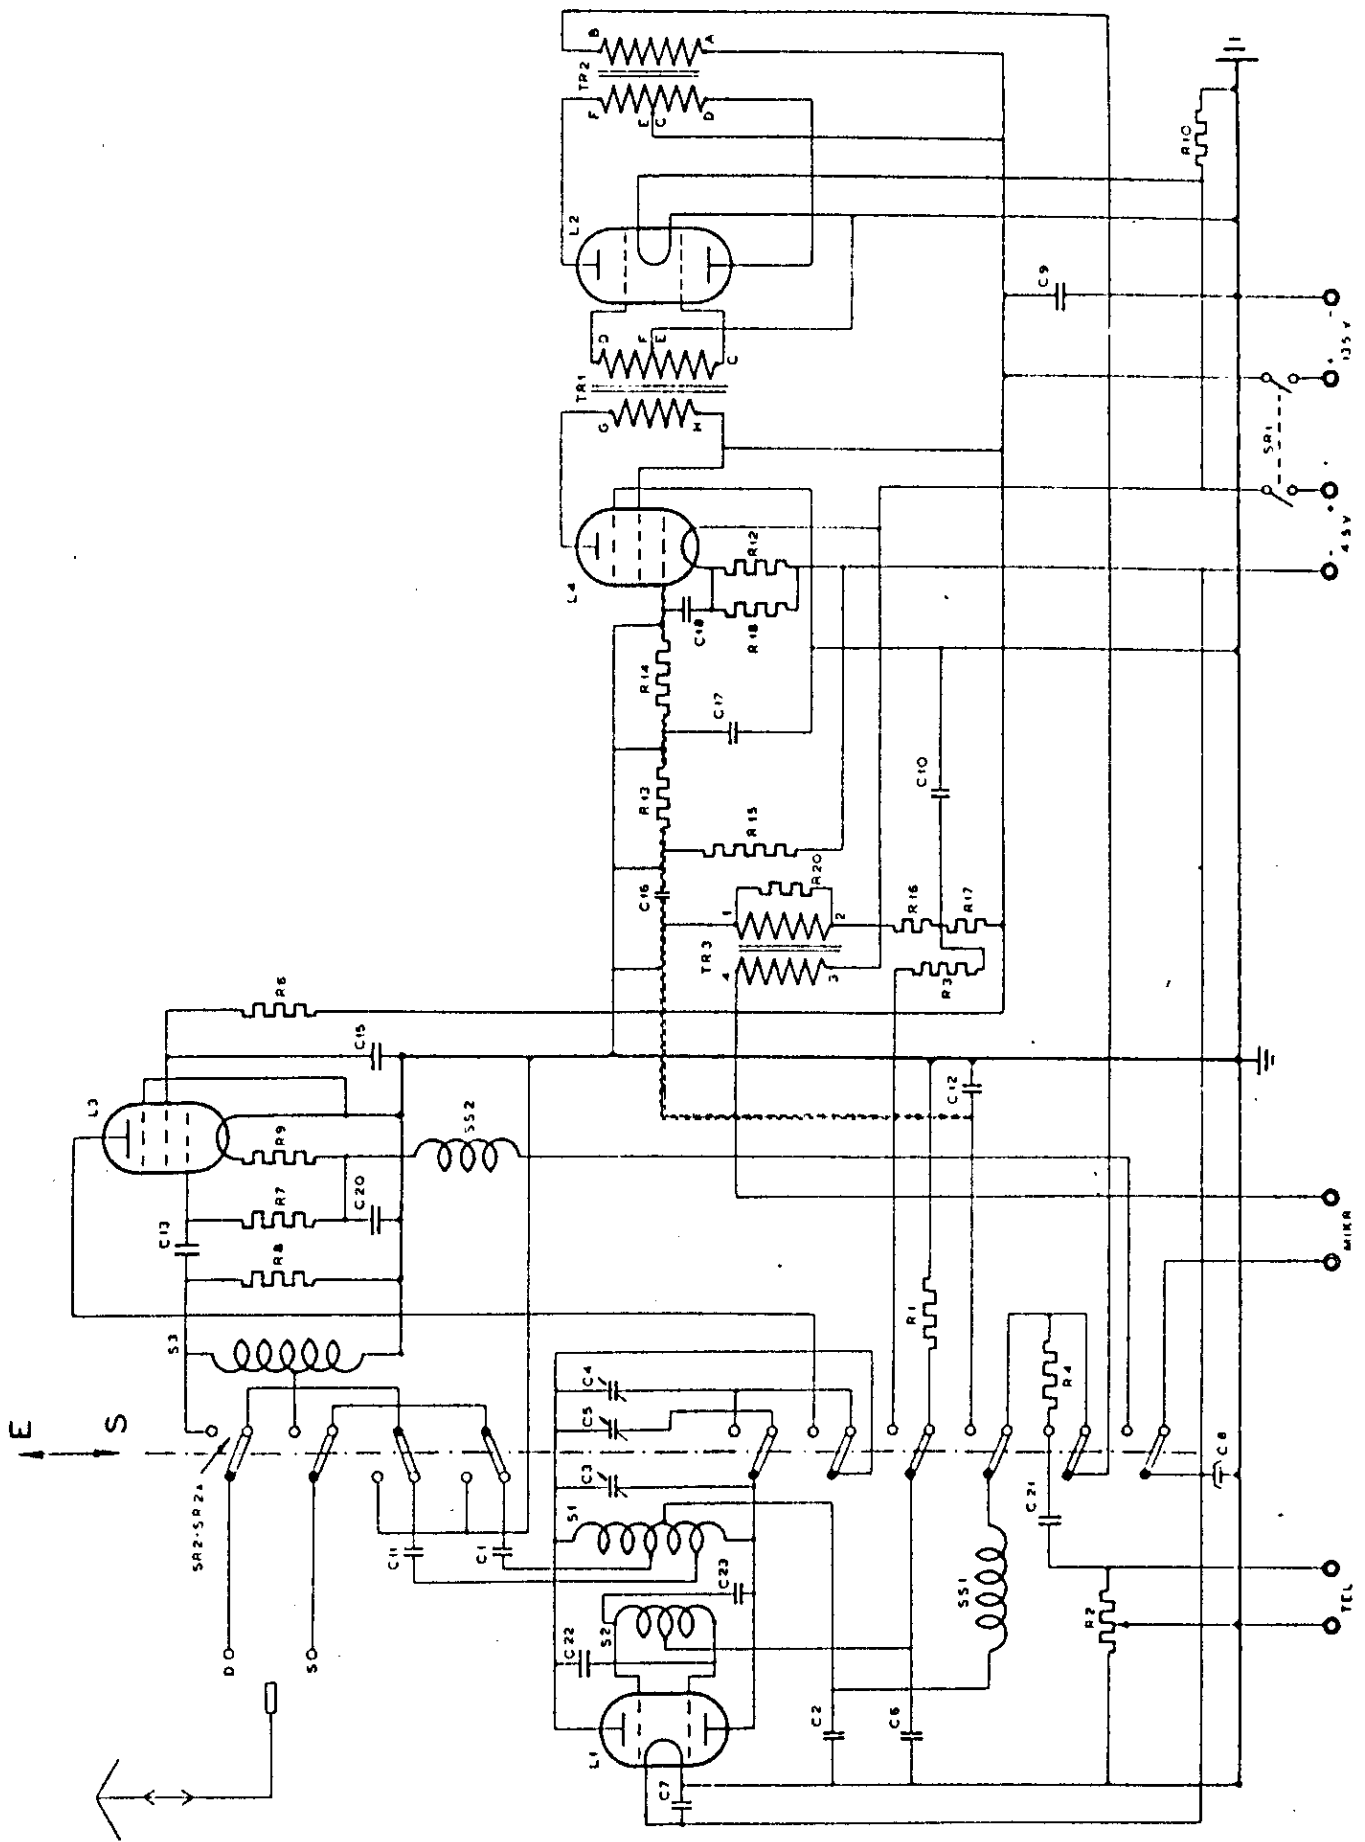 E
S
SR2-SR2a
D
S
S3
C13
R8
R7
R9
C20
L3
SS2
C15
R6
C11
C1
S1
C3
C5
C4
S2
C22
C23
L1
C7
C2
C6
SS1
R1
C21
R4
R2
C8
TEL
MIKR
C12
TR3
4
3
1
2
R20
R3
R16
R17
C10
C16
R13
R15
R14
C17
C18
R18
R12
L4
TR1
G
H
D
F
E
C
L2
TR2
F
E
C
D
B
A
R10
C9
SR1
-
+
4.5V
+
-
135V